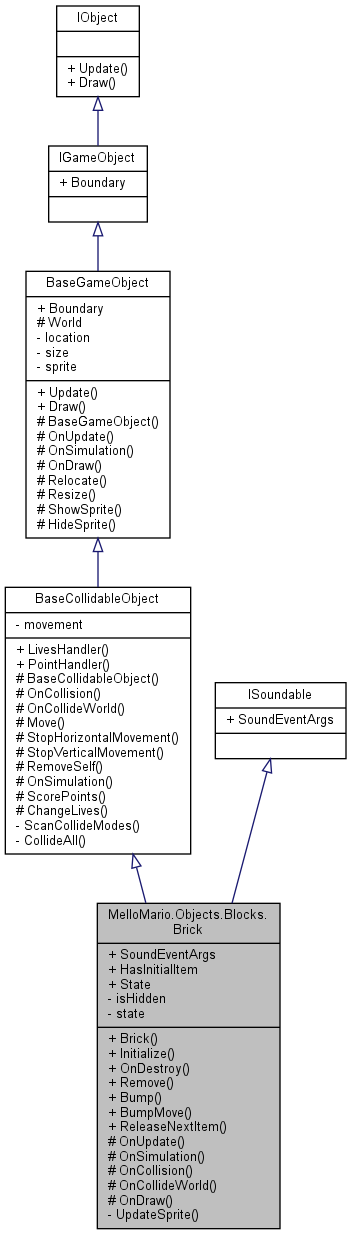 IObject
+ Update()
+ Draw()
IGameObject
+ Boundary
BaseGameObject
+ Boundary
# World
- location
- size
- sprite
+ Update()
+ Draw()
# BaseGameObject()
# OnUpdate()
# OnSimulation()
# OnDraw()
# Relocate()
# Resize()
# ShowSprite()
# HideSprite()
BaseCollidableObject
- movement
+ LivesHandler()
+ PointHandler()
# BaseCollidableObject()
# OnCollision()
# OnCollideWorld()
# Move()
# StopHorizontalMovement()
# StopVerticalMovement()
# RemoveSelf()
# OnSimulation()
# ScorePoints()
# ChangeLives()
- ScanCollideModes()
- CollideAll()
ISoundable
+ SoundEventArgs
MelloMario.Objects.Blocks.
Brick
+ SoundEventArgs
+ HasInitialItem
+ State
- isHidden
- state
+ Brick()
+ Initialize()
+ OnDestroy()
+ Remove()
+ Bump()
+ BumpMove()
+ ReleaseNextItem()
# OnUpdate()
# OnSimulation()
# OnCollision()
# OnCollideWorld()
# OnDraw()
- UpdateSprite()